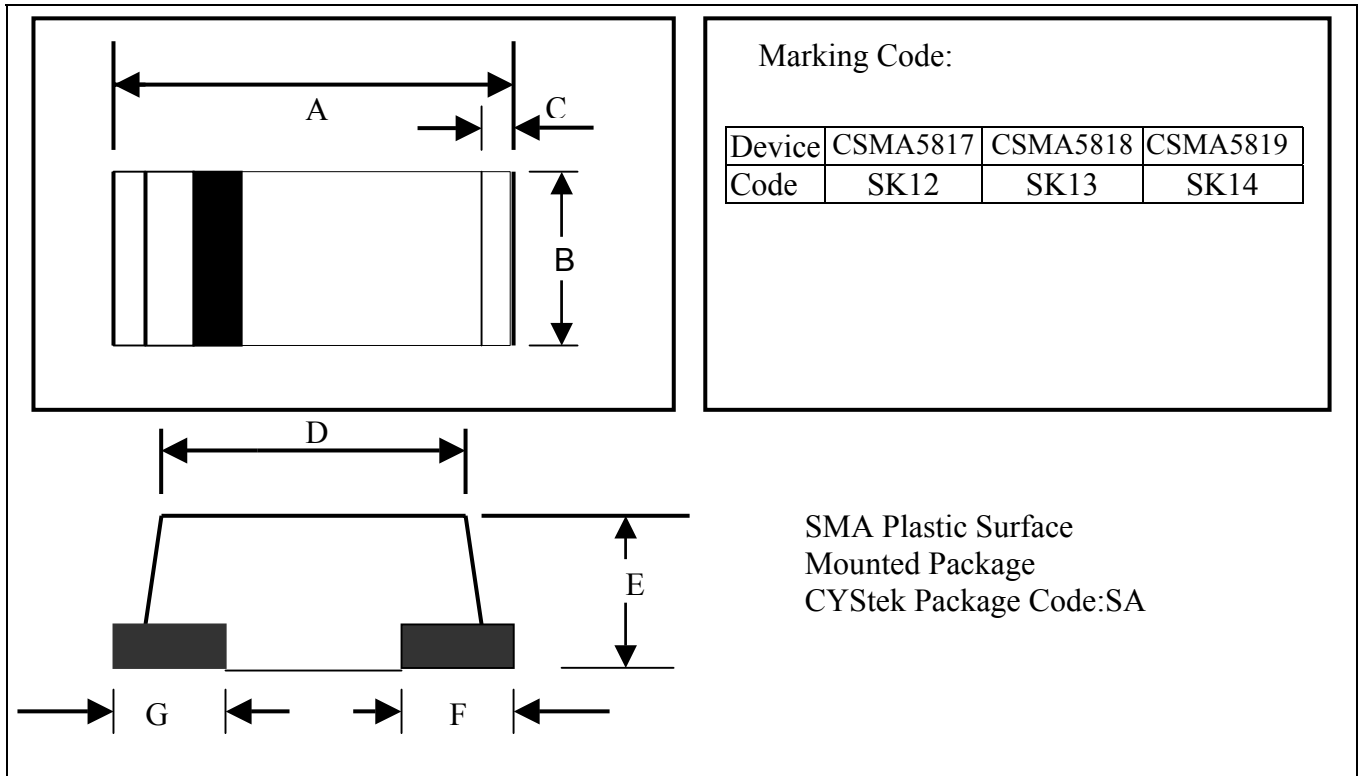 A
C
B
Marking Code:
Device CSMA5817 CSMA5818 CSMA5819
Code SK12 SK13 SK14
D
E
G
F
SMA Plastic Surface
Mounted Package
CYStek Package Code:SA